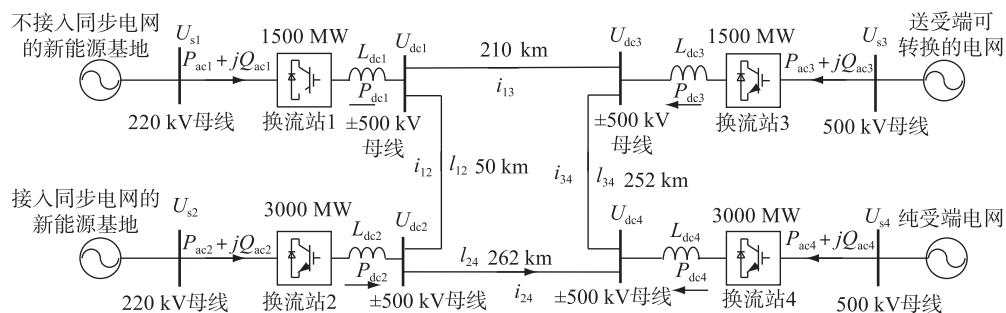 不接入同步电网
的新能源基地
U_s1
1500 MW
P_ac1+jQ_ac1
L_dc1
P_dc1
U_dc1
220 kV母线
换流站1
±500 kV
母线
210 km
i_13
U_dc3
L_dc3
P_dc3
1500 MW
P_ac3+jQ_ac3
U_s3
送受端可
转换的电网
±500 kV
母线
换流站3
500 kV母线
i_12
l_12 50 km
i_34
l_34 252 km
接入同步电网的
新能源基地
U_s2
3000 MW
P_ac2+jQ_ac2
L_dc2
P_dc2
U_dc2
220 kV母线
换流站2
±500 kV母线
l_24 262 km
i_24
U_dc4
L_dc4
P_dc4
3000 MW
P_ac4+jQ_ac4
U_s4
纯受端电网
±500 kV母线
换流站4
500 kV母线